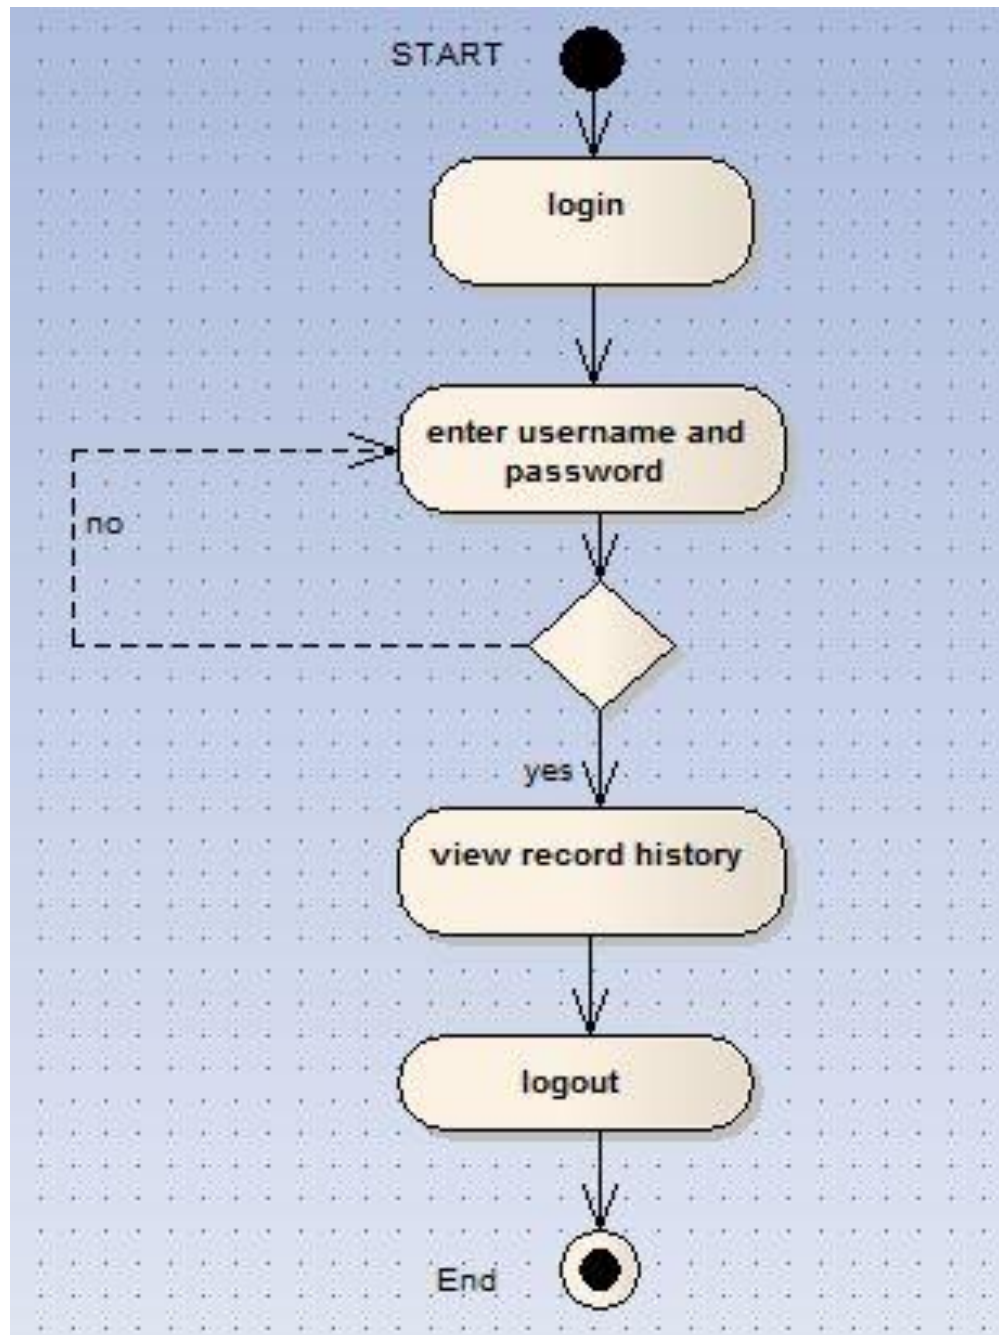 START
login
enter username and
password
no
yes
view record history
logout
End